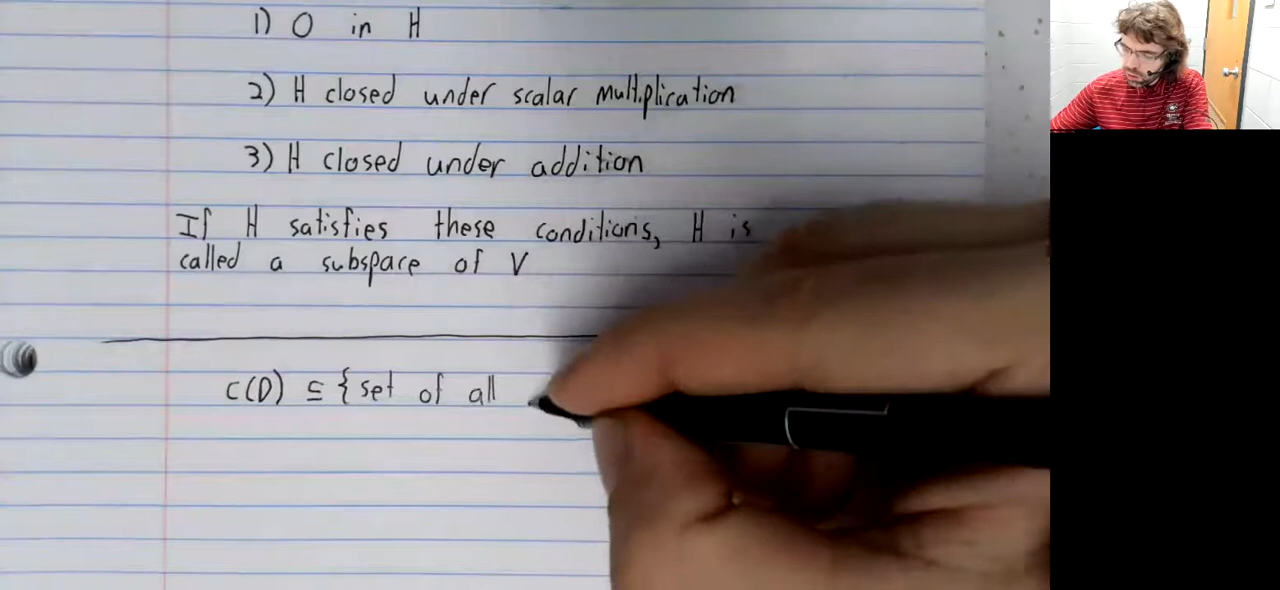 1) O in H
2) H closed under scalar multiplication
3) H closed under addition
If H satisfies these conditions, H is
called a subspace of V
C(D) ⊆ { set of all